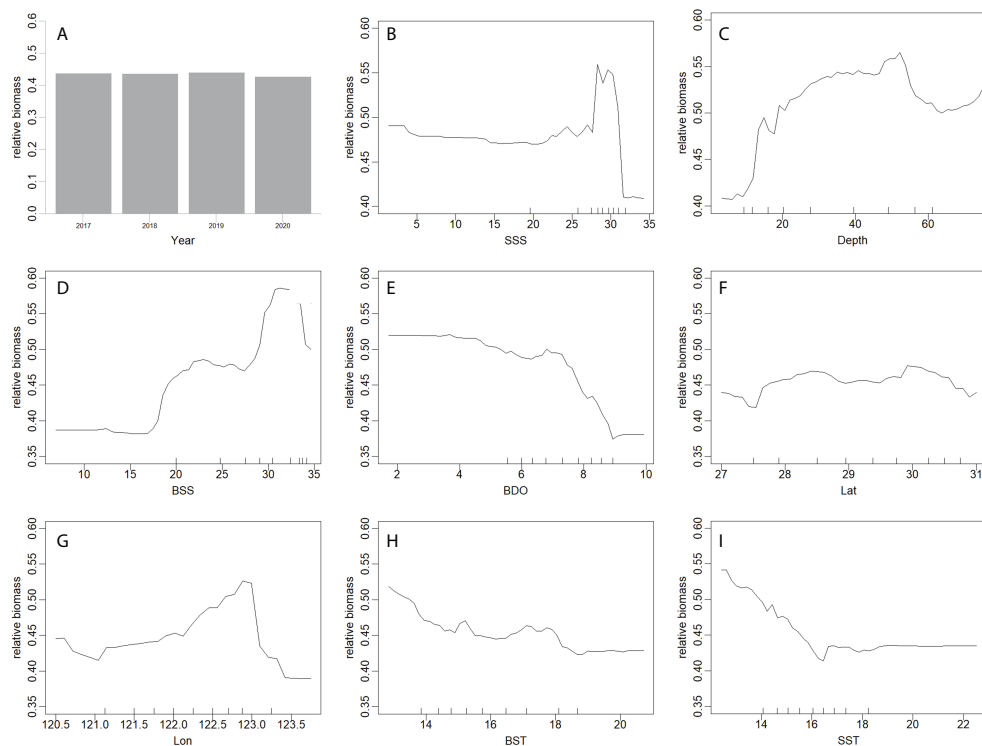 A
relative biomass
0.0 0.1 0.2 0.3 0.4 0.5 0.6
2017 2018 2019 2020
Year
B
relative biomass
0.40 0.45 0.50 0.55 0.60
5 10 15 20 25 30 35
SSS
C
relative biomass
0.40 0.45 0.50 0.55 0.60
20 40 60
Depth
D
relative biomass
0.35 0.40 0.45 0.50 0.55 0.60
10 15 20 25 30 35
BSS
E
relative biomass
0.35 0.40 0.45 0.50 0.55 0.60
2 4 6 8 10
BDO
F
relative biomass
0.35 0.40 0.45 0.50 0.55 0.60
27 28 29 30 31
Lat
G
relative biomass
0.35 0.40 0.45 0.50 0.55 0.60
120.5 121.0 121.5 122.0 122.5 123.0 123.5
Lon
H
relative biomass
0.35 0.40 0.45 0.50 0.55 0.60
14 16 18 20
BST
I
relative biomass
0.35 0.40 0.45 0.50 0.55 0.60
14 16 18 20 22
SST